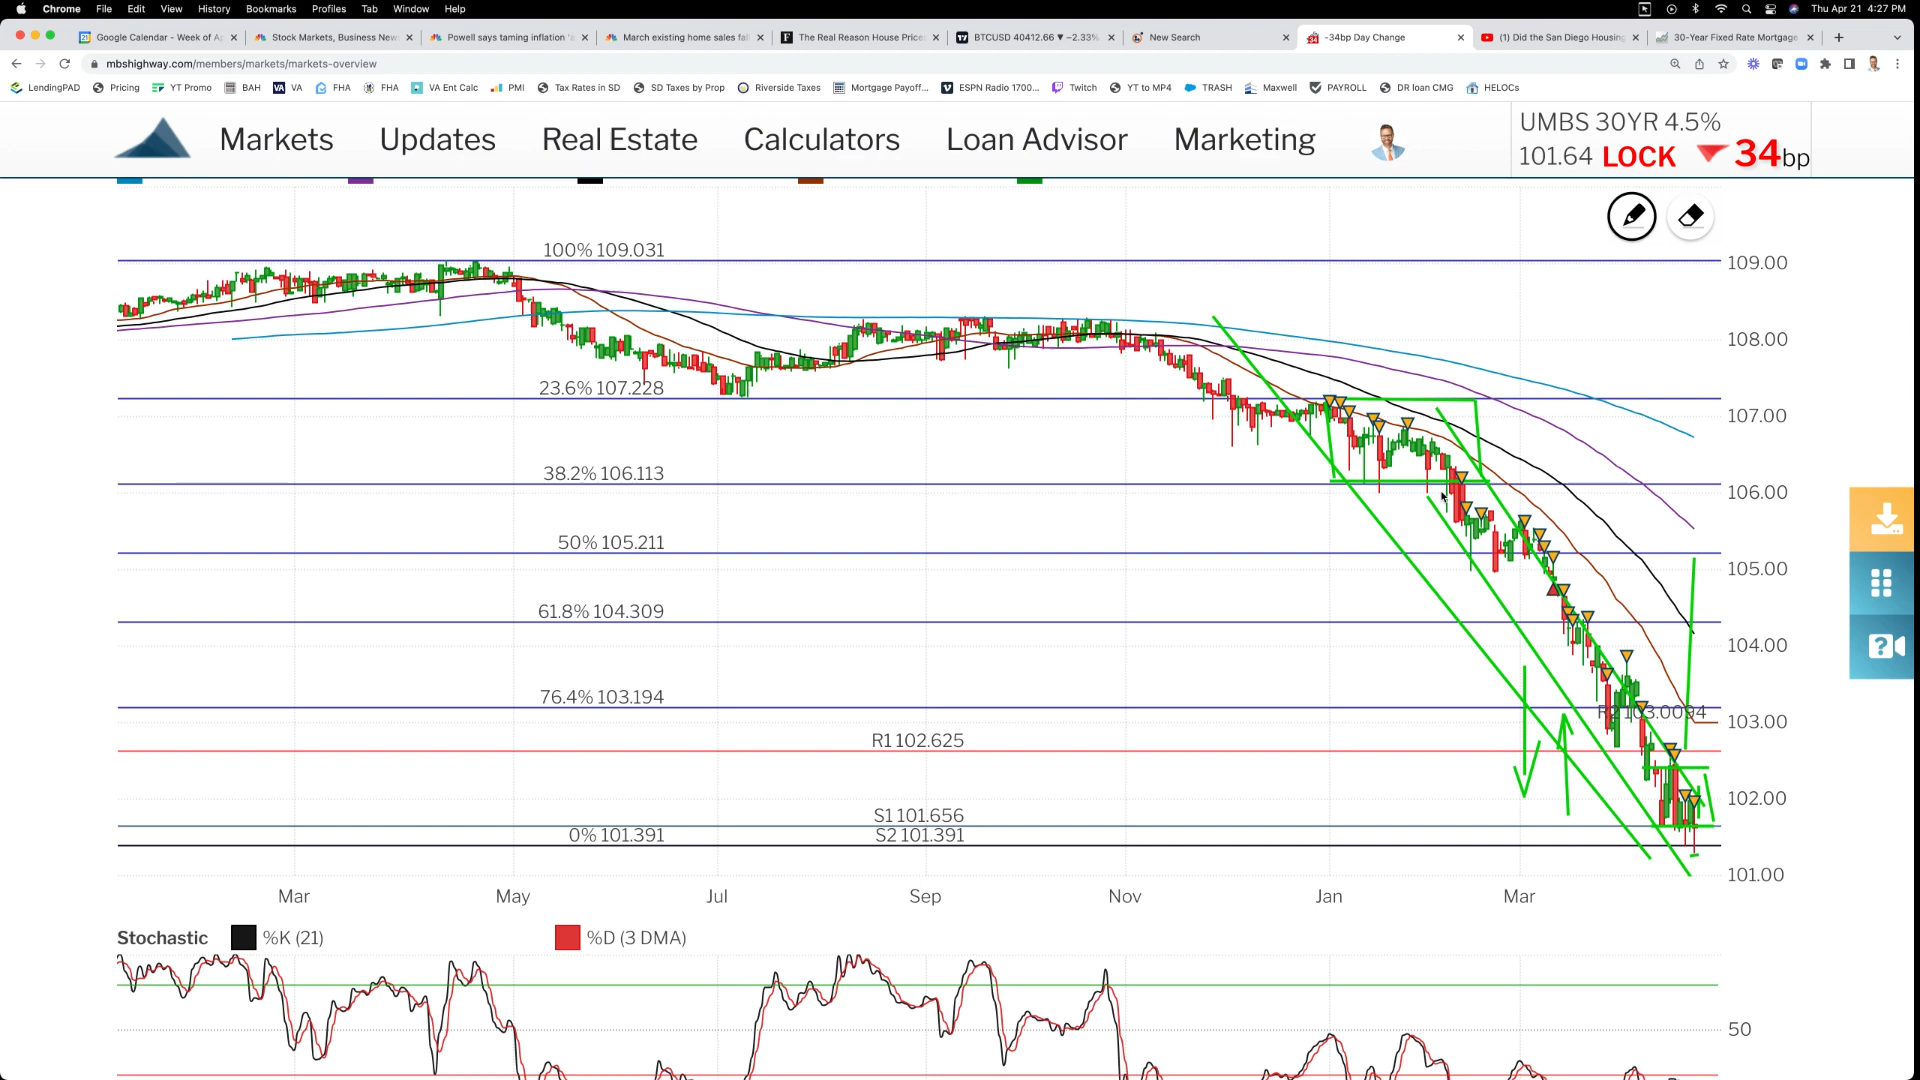 Chrome File Edit View History Bookmarks Profiles Tab Window Help Thu Apr 21 4:27 PM
Google Calendar - Week of Ap Stock Markets, Business New Powell says taming inflation 'a March existing home sales fal The Real Reason House Price BTCUSD 40412.66 ▼ −2.33% New Search -34bp Day Change (1) Did the San Diego Housing 30-Year Fixed Rate Mortgage
mbshighway.com/members/markets/markets-overview
LendingPAD Pricing YT Promo BAH VA FHA FHA VA Ent Calc PMI Tax Rates in SD SD Taxes by Prop Riverside Taxes Mortgage Payoff... ESPN Radio 1700... Twitch YT to MP4 TRASH Maxwell PAYROLL DR loan CMG HELOCs
Markets Updates Real Estate Calculators Loan Advisor Marketing
UMBS 30YR 4.5%
101.64 LOCK 34bp
100% 109.031
109.00
108.00
23.6% 107.228
107.00
38.2% 106.113
106.00
50% 105.211
105.00
61.8% 104.309
104.00
76.4% 103.194
R2 103.0094
103.00
R1 102.625
102.00
S1 101.656
0% 101.391 S2 101.391
101.00
Mar May Jul Sep Nov Jan Mar
Stochastic %K (21) %D (3 DMA)
50